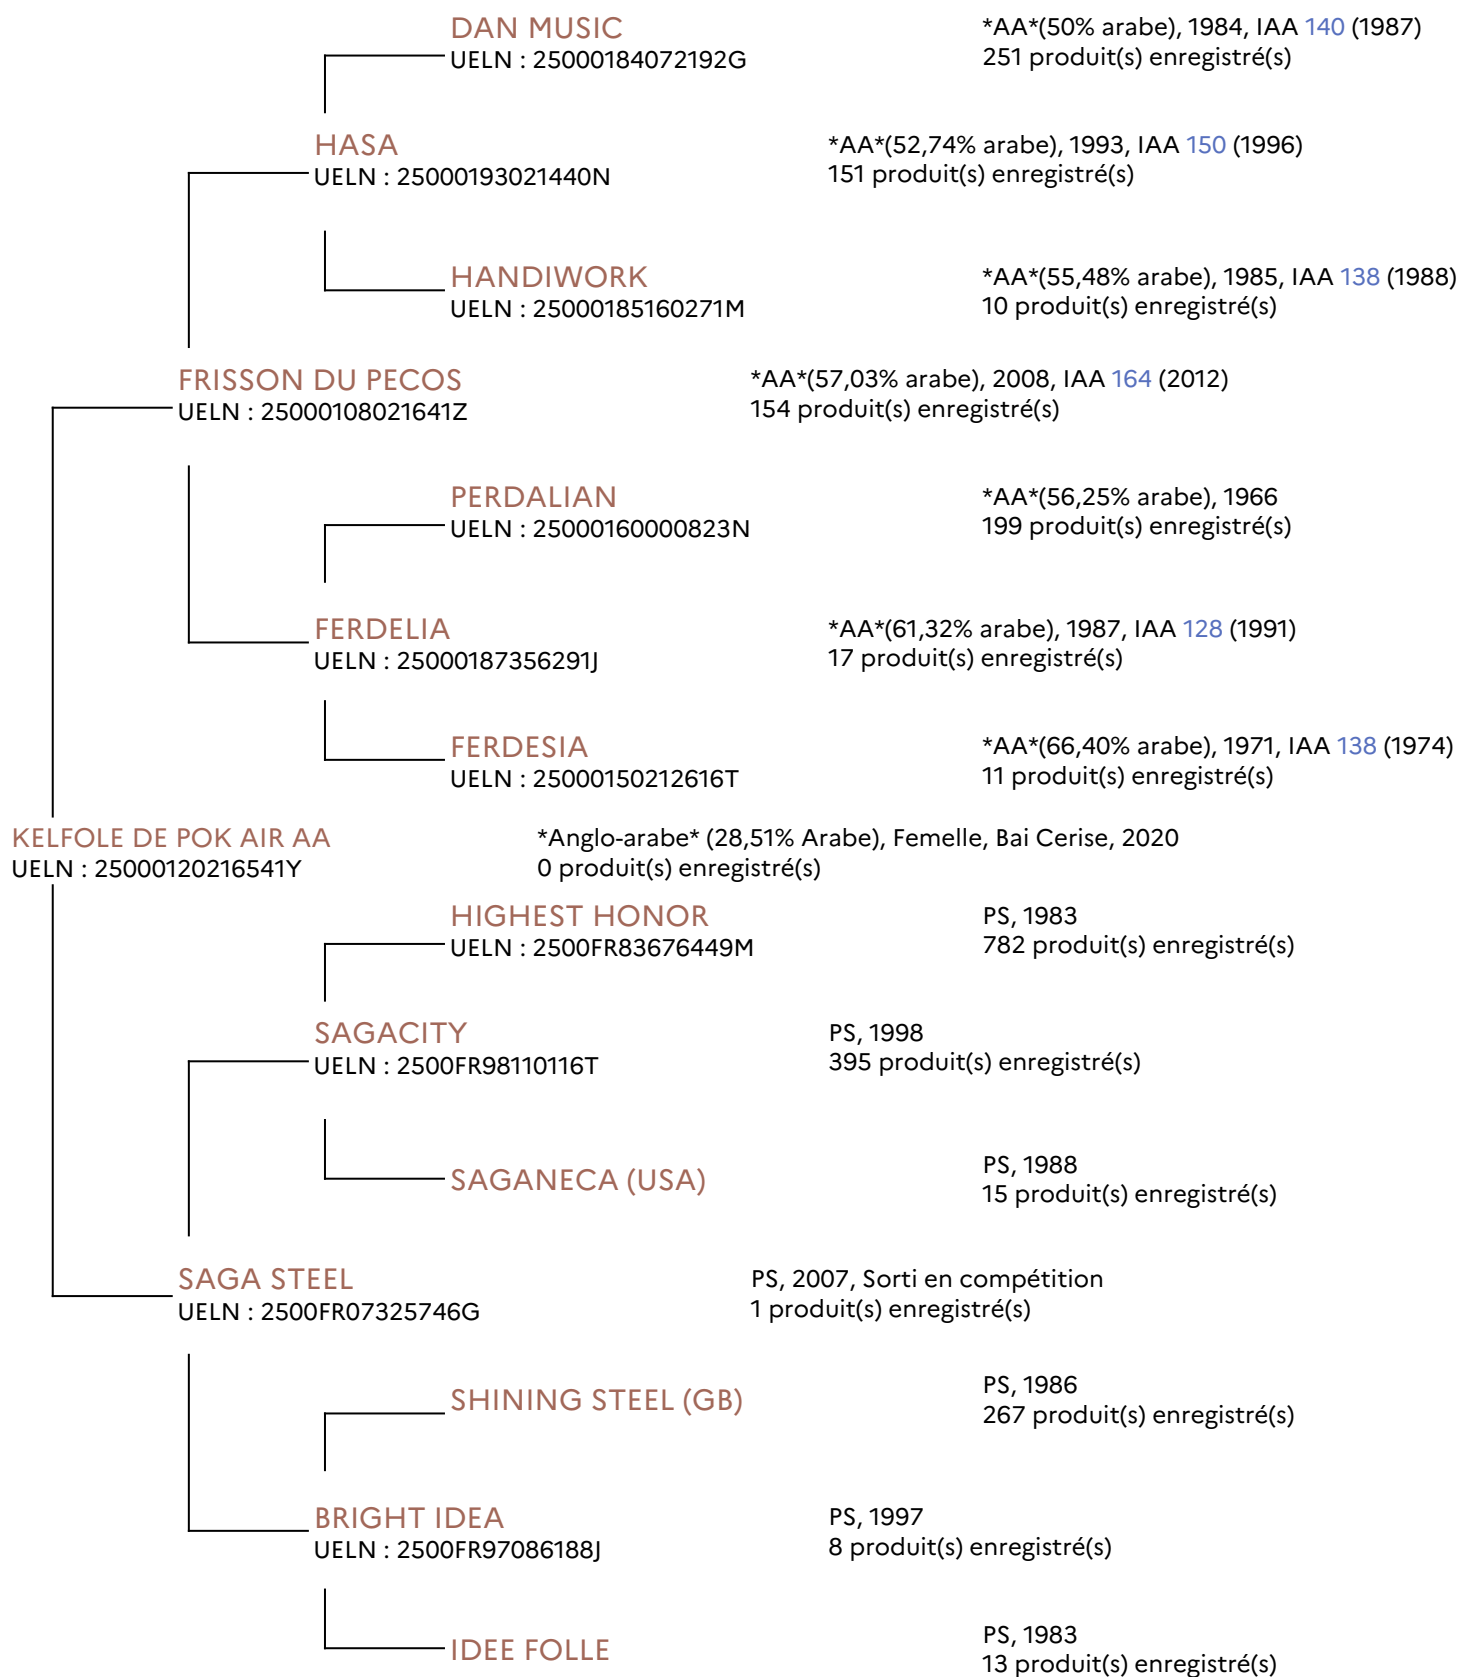 DAN MUSIC
UELN : 25000184072192G
*AA*(50% arabe), 1984, IAA 140 (1987)
251 produit(s) enregistré(s)
HASA
UELN : 25000193021440N
*AA*(52,74% arabe), 1993, IAA 150 (1996)
151 produit(s) enregistré(s)
HANDIWORK
UELN : 25000185160271M
*AA*(55,48% arabe), 1985, IAA 138 (1988)
10 produit(s) enregistré(s)
FRISSON DU PECOS
UELN : 25000108021641Z
*AA*(57,03% arabe), 2008, IAA 164 (2012)
154 produit(s) enregistré(s)
PERDALIAN
UELN : 25000160000823N
*AA*(56,25% arabe), 1966
199 produit(s) enregistré(s)
FERDELIA
UELN : 25000187356291J
*AA*(61,32% arabe), 1987, IAA 128 (1991)
17 produit(s) enregistré(s)
FERDESIA
UELN : 25000150212616T
*AA*(66,40% arabe), 1971, IAA 138 (1974)
11 produit(s) enregistré(s)
KELFOLE DE POK AIR AA
UELN : 25000120216541Y
*Anglo-arabe* (28,51% Arabe), Femelle, Bai Cerise, 2020
0 produit(s) enregistré(s)
HIGHEST HONOR
UELN : 2500FR83676449M
PS, 1983
782 produit(s) enregistré(s)
SAGACITY
UELN : 2500FR98110116T
PS, 1998
395 produit(s) enregistré(s)
SAGANECA (USA)
PS, 1988
15 produit(s) enregistré(s)
SAGA STEEL
UELN : 2500FR07325746G
PS, 2007, Sorti en compétition
1 produit(s) enregistré(s)
SHINING STEEL (GB)
PS, 1986
267 produit(s) enregistré(s)
BRIGHT IDEA
UELN : 2500FR97086188J
PS, 1997
8 produit(s) enregistré(s)
IDEE FOLLE
PS, 1983
13 produit(s) enregistré(s)